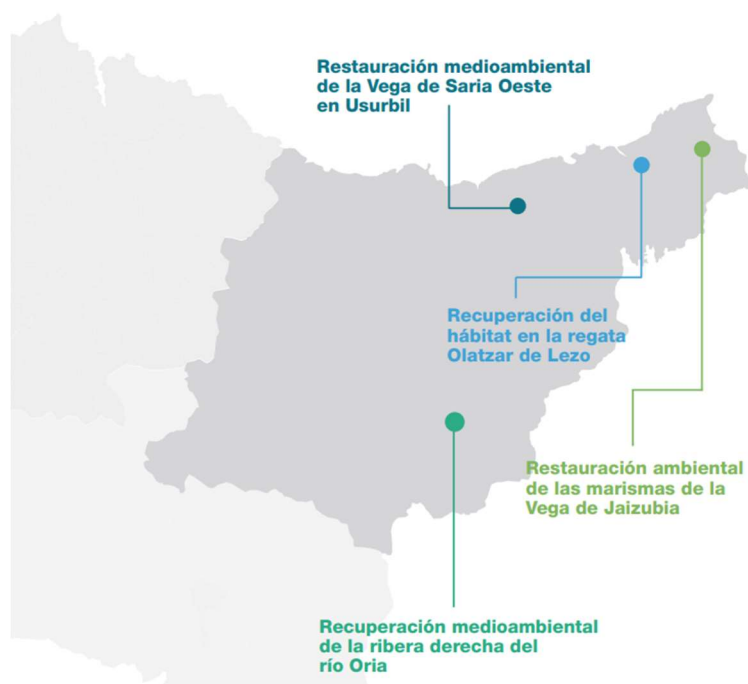 Restauración medioambiental
de la Vega de Saria Oeste
en Usurbil
Recuperación del
hábitat en la regata
Olatzar de Lezo
Restauración ambiental
de las marismas de la
Vega de Jaizubia
Recuperación medioambiental
de la ribera derecha del
río Oria